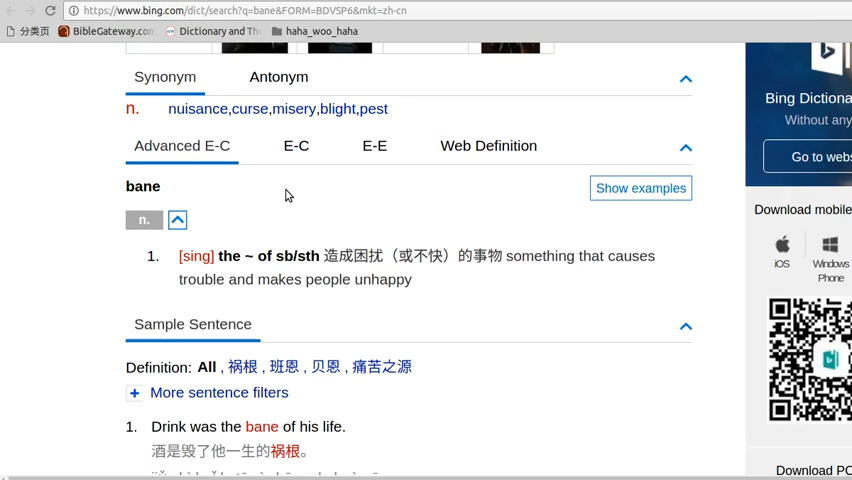 https://www.bing.com/dict/search?q=bane&FORM=BDVSP6&mkt=zh-cn
分类页 BibleGateway.com Dictionary and The haha_woo_haha
Synonym Antonym
n. nuisance,curse,misery,blight,pest
Advanced E-C E-C E-E Web Definition
bane
Show examples
n.
1. [sing] the ~ of sb/sth 造成困扰（或不快）的事物 something that causes
trouble and makes people unhappy
Sample Sentence
Definition: All , 祸根 , 班恩 , 贝恩 , 痛苦之源
+ More sentence filters
1. Drink was the bane of his life.
酒是毁了他一生的祸根。
Bing Dictiona
Without any
Go to webs
Download mobile
iOS Windows
Phone
Download PC